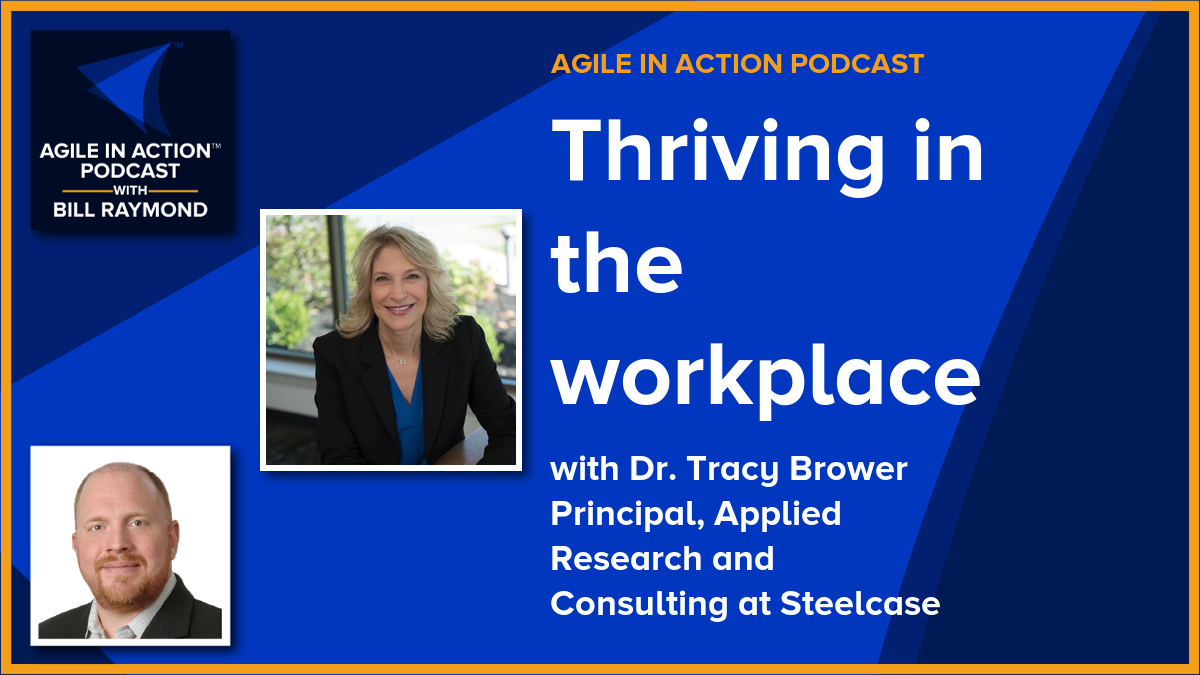 ™
AGILE IN ACTION™
PODCAST
WITH
BILL RAYMOND
AGILE IN ACTION PODCAST
Thriving in
the
workplace
with Dr. Tracy Brower
Principal, Applied
Research and
Consulting at Steelcase